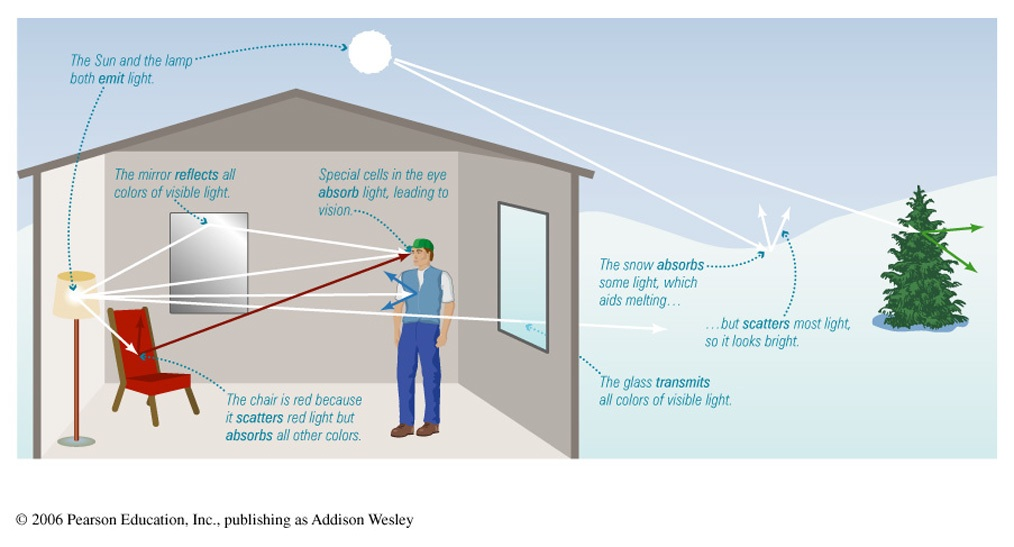 The Sun and the lamp
both emit light.
The mirror reflects all
colors of visible light.
Special cells in the eye
absorb light, leading to
vision.
The snow absorbs
some light, which
aids melting…
…but scatters most light,
so it looks bright.
The glass transmits
all colors of visible light.
The chair is red because
it scatters red light but
absorbs all other colors.
© 2006 Pearson Education, Inc., publishing as Addison Wesley